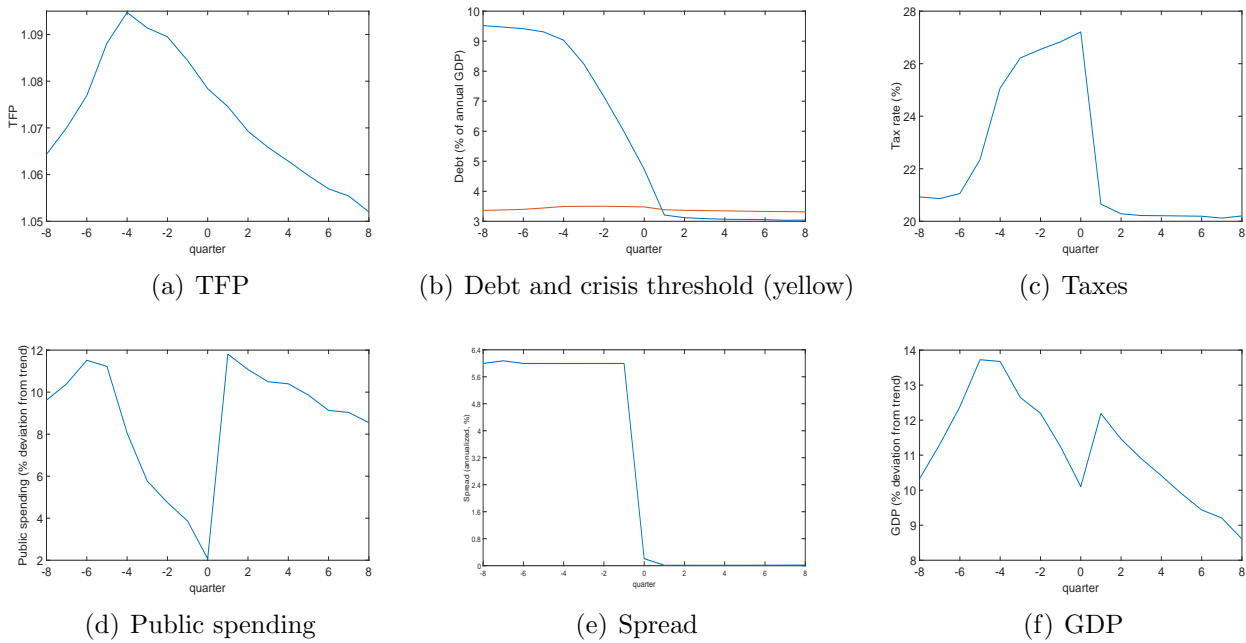 TFP
1.09
1.08
1.07
1.06
1.05
-8 -6 -4 -2 0 2 4 6 8
quarter
(a) TFP
Debt (% of annual GDP)
10
9
8
7
6
5
4
3
-8 -6 -4 -2 0 2 4 6 8
quarter
(b) Debt and crisis threshold (yellow)
Tax rate (%)
28
26
24
22
20
-8 -6 -4 -2 0 2 4 6 8
quarter
(c) Taxes
Public spending (% deviation from trend)
12
10
8
6
4
2
-8 -6 -4 -2 0 2 4 6 8
quarter
(d) Public spending
Spread (annualized, %)
6.4
5.6
4.8
4
3.2
2.4
1.6
0.8
0
-8 -6 -4 -2 0 2 4 6 8
quarter
(e) Spread
GDP (% deviation from trend)
14
13
12
11
10
9
8
-8 -6 -4 -2 0 2 4 6 8
quarter
(f) GDP